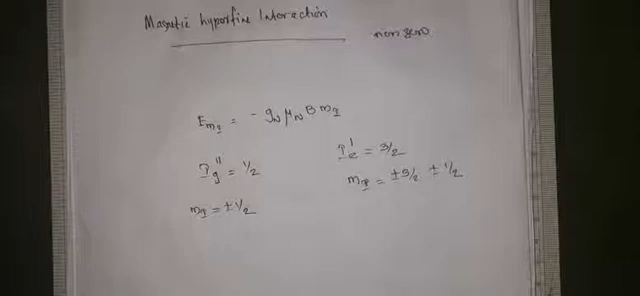 Magnetic hyperfine Interaction
non zero
E_{m_I} = - g_N μ_N B m_I
I_g'' = 1/2
I_e' = 3/2
m_I = ±3/2 ±1/2
m_I = ±1/2